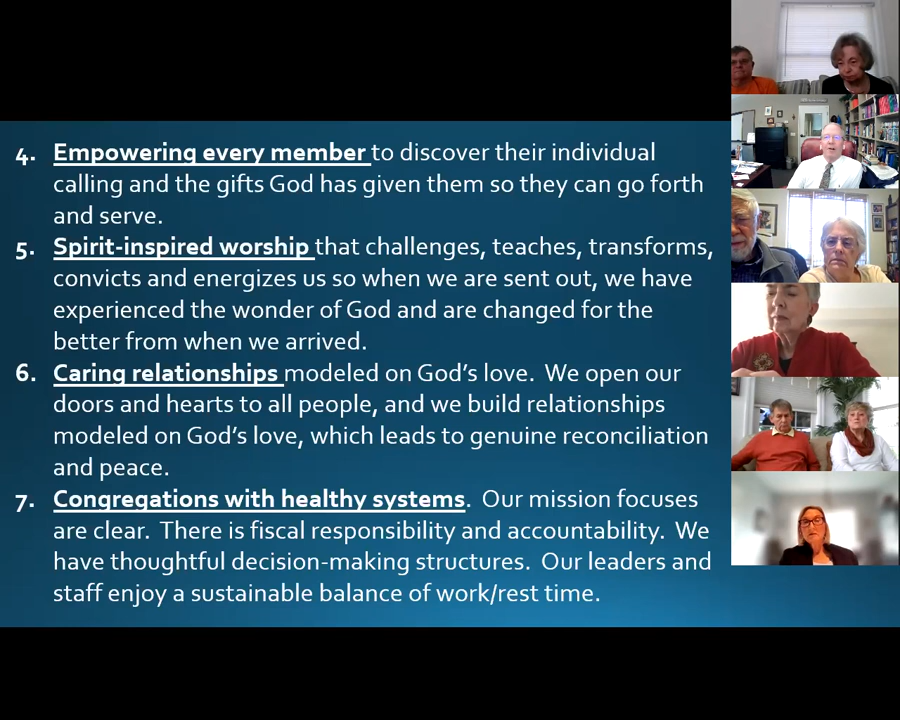 4. Empowering every member to discover their individual
calling and the gifts God has given them so they can go forth
and serve.
5. Spirit-inspired worship that challenges, teaches, transforms,
convicts and energizes us so when we are sent out, we have
experienced the wonder of God and are changed for the
better from when we arrived.
6. Caring relationships modeled on God's love. We open our
doors and hearts to all people, and we build relationships
modeled on God's love, which leads to genuine reconciliation
and peace.
7. Congregations with healthy systems. Our mission focuses
are clear. There is fiscal responsibility and accountability. We
have thoughtful decision-making structures. Our leaders and
staff enjoy a sustainable balance of work/rest time.